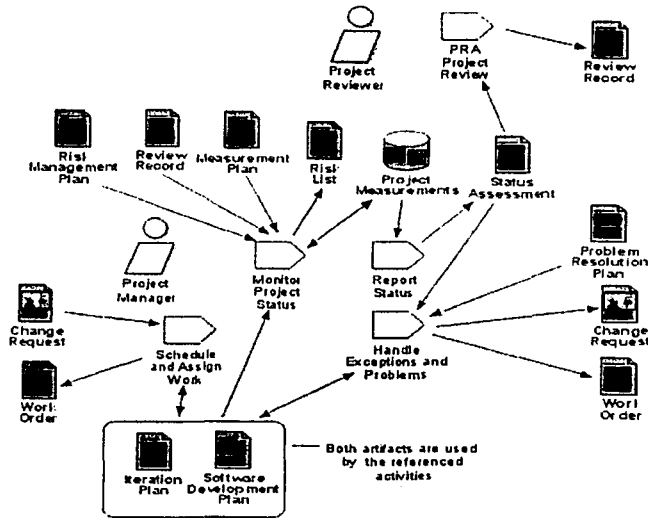 PRA
Project
Review
Review
Record
Project
Reviewer
Risk
Management
Plan
Review
Record
Measurement
Plan
Risk
List
Project
Measurements
Status
Assessment
Problem
Resolution
Plan
Project
Manager
Monitor
Project
Status
Report
Status
Change
Request
Schedule
and Assign
Work
Handle
Exceptions and
Problems
Change
Request
Work
Order
Work
Order
Iteration
Plan
Software
Development
Plan
Both artifacts are used
by the referenced
activities